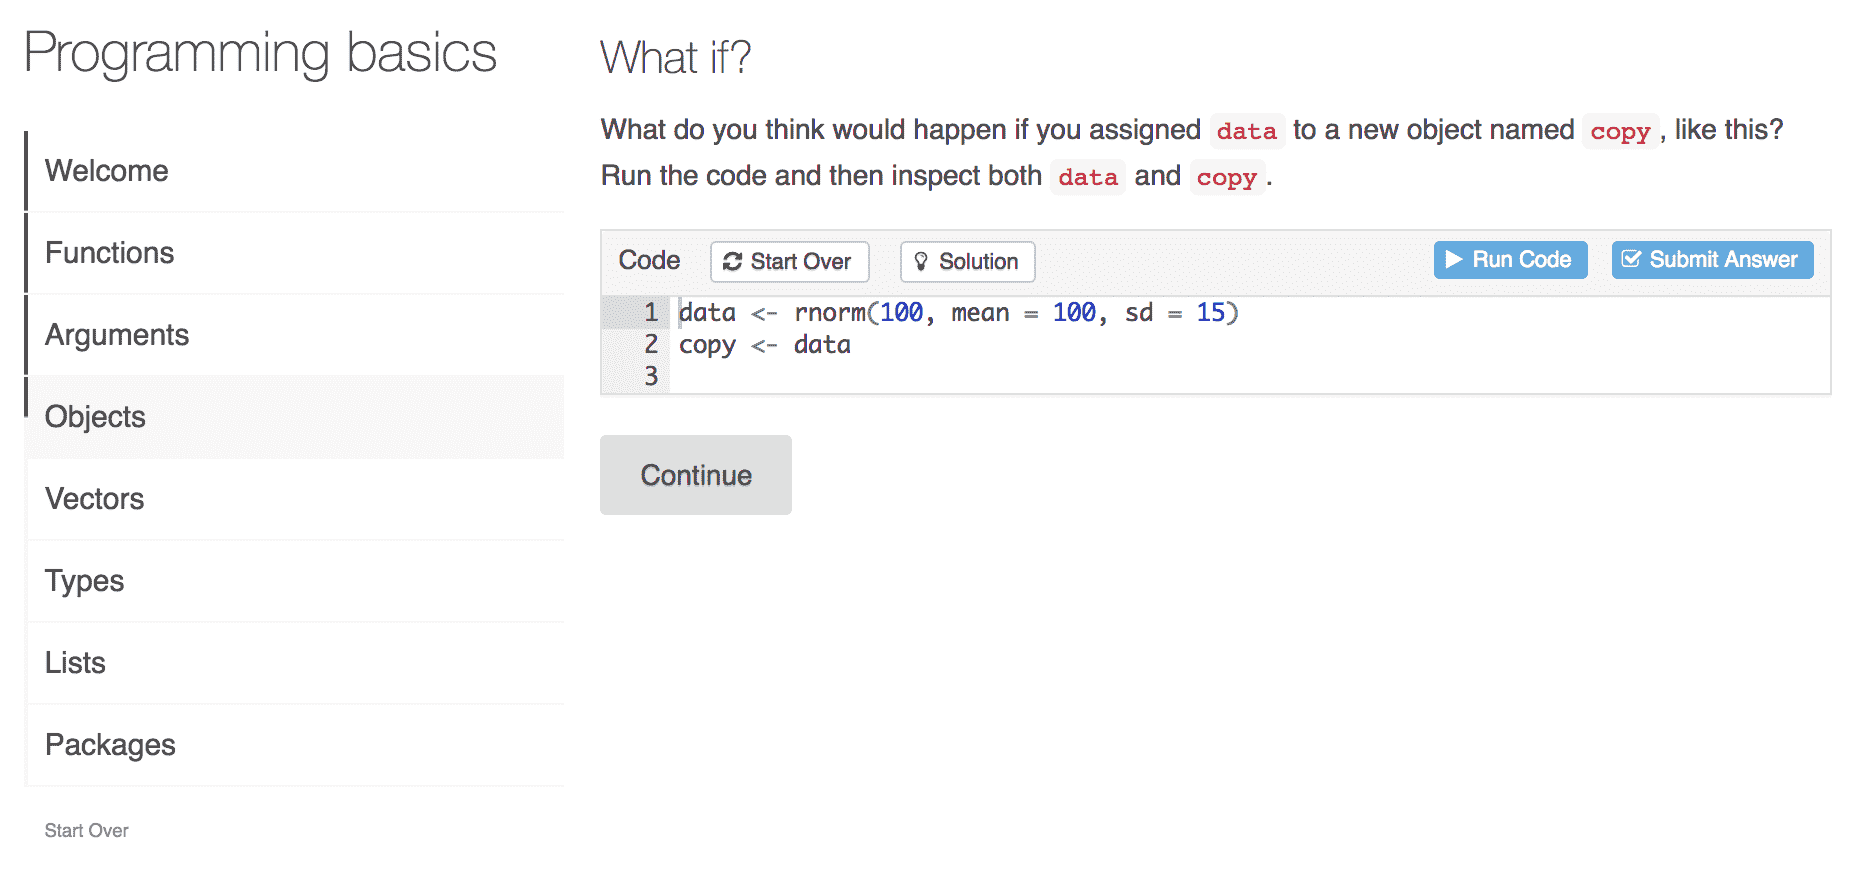 Programming basics
Welcome
Functions
Arguments
Objects
Vectors
Types
Lists
Packages
Start Over
What if?
What do you think would happen if you assigned data to a new object named copy, like this?
Run the code and then inspect both data and copy.
Code Start Over Solution Run Code Submit Answer
1 data <- rnorm(100, mean = 100, sd = 15)
2 copy <- data
3
Continue